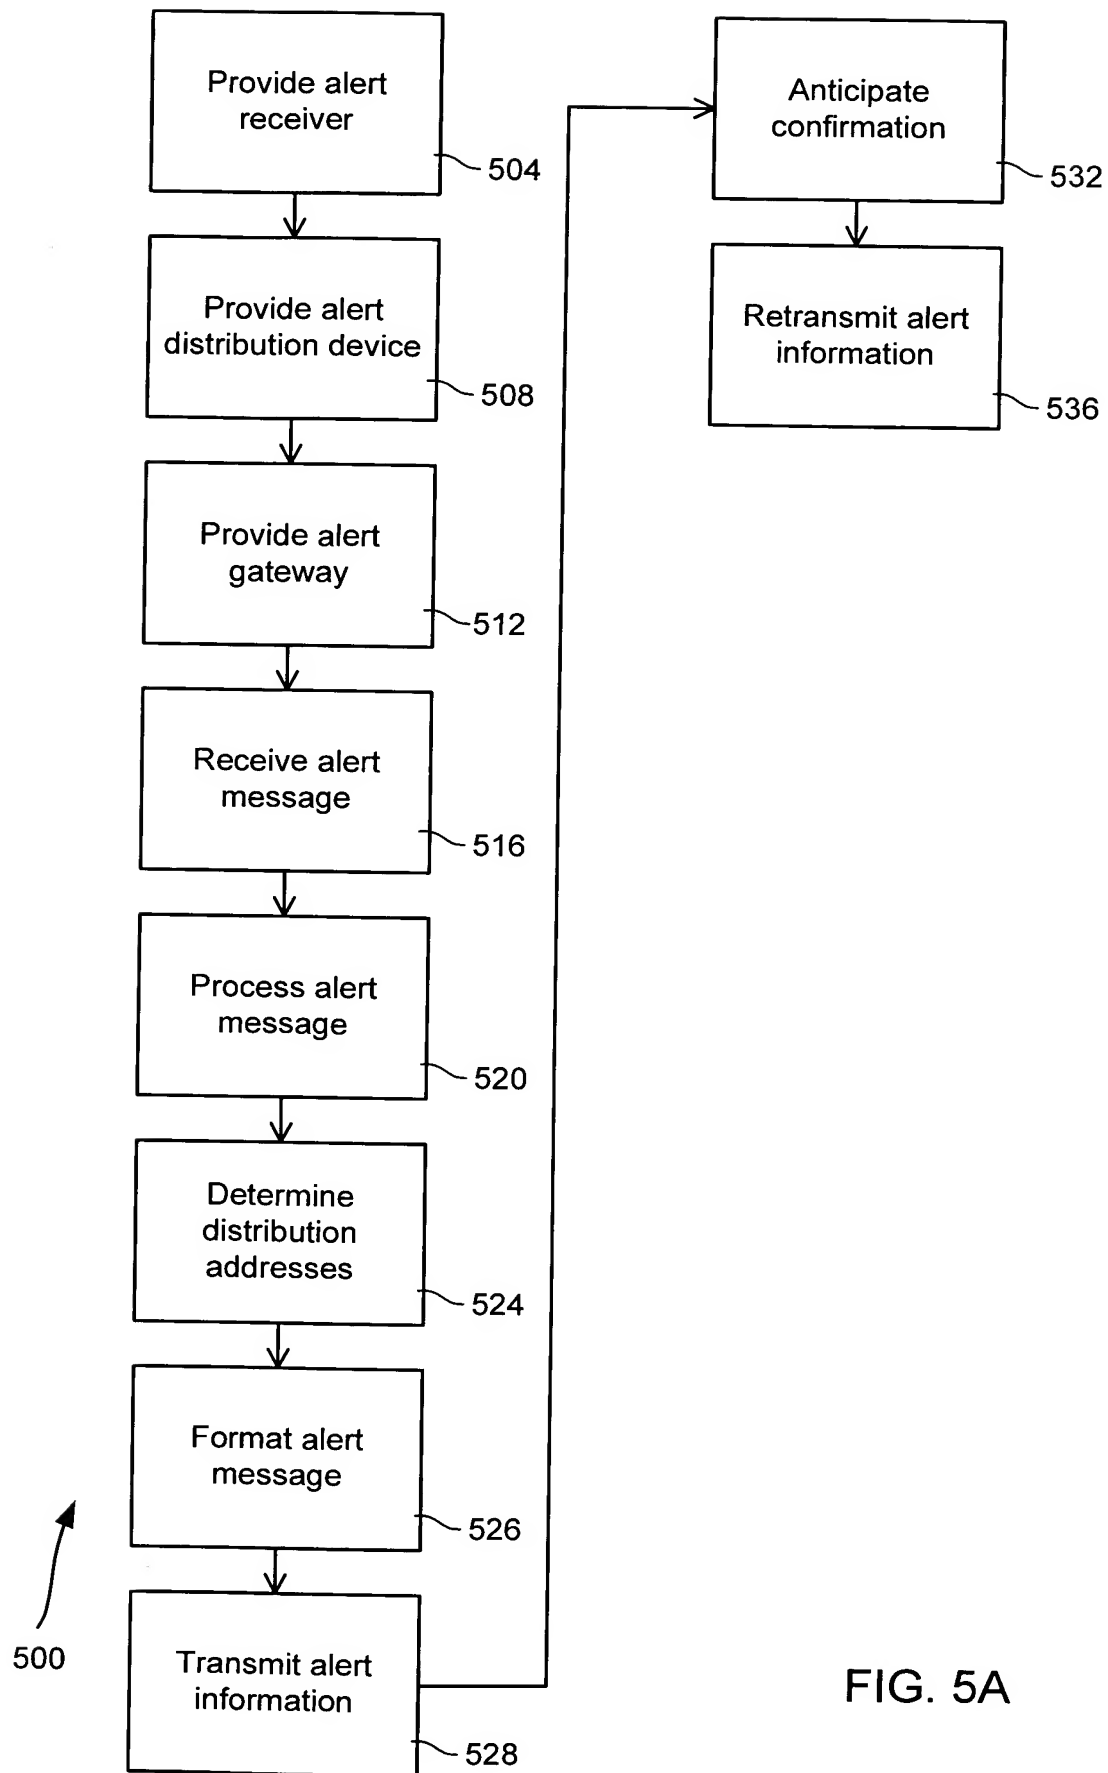 Provide alert
receiver
504
Provide alert
distribution device
508
Provide alert
gateway
512
Receive alert
message
516
Process alert
message
520
Determine
distribution
addresses
524
Format alert
message
526
Transmit alert
information
528
500
Anticipate
confirmation
532
Retransmit alert
information
536
FIG. 5A